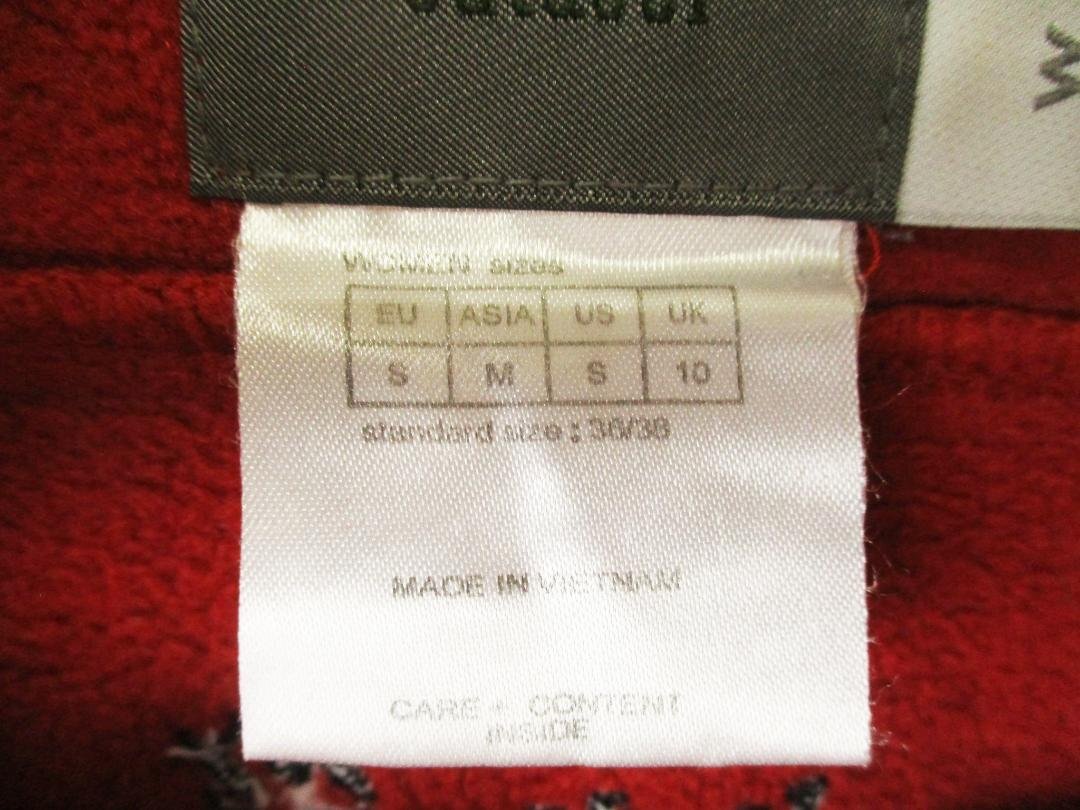 W
WOMEN sizes
EU ASIA US UK
S M S 10
standard size : 36/38
MADE IN VIETNAM
CARE + CONTENT
INSIDE